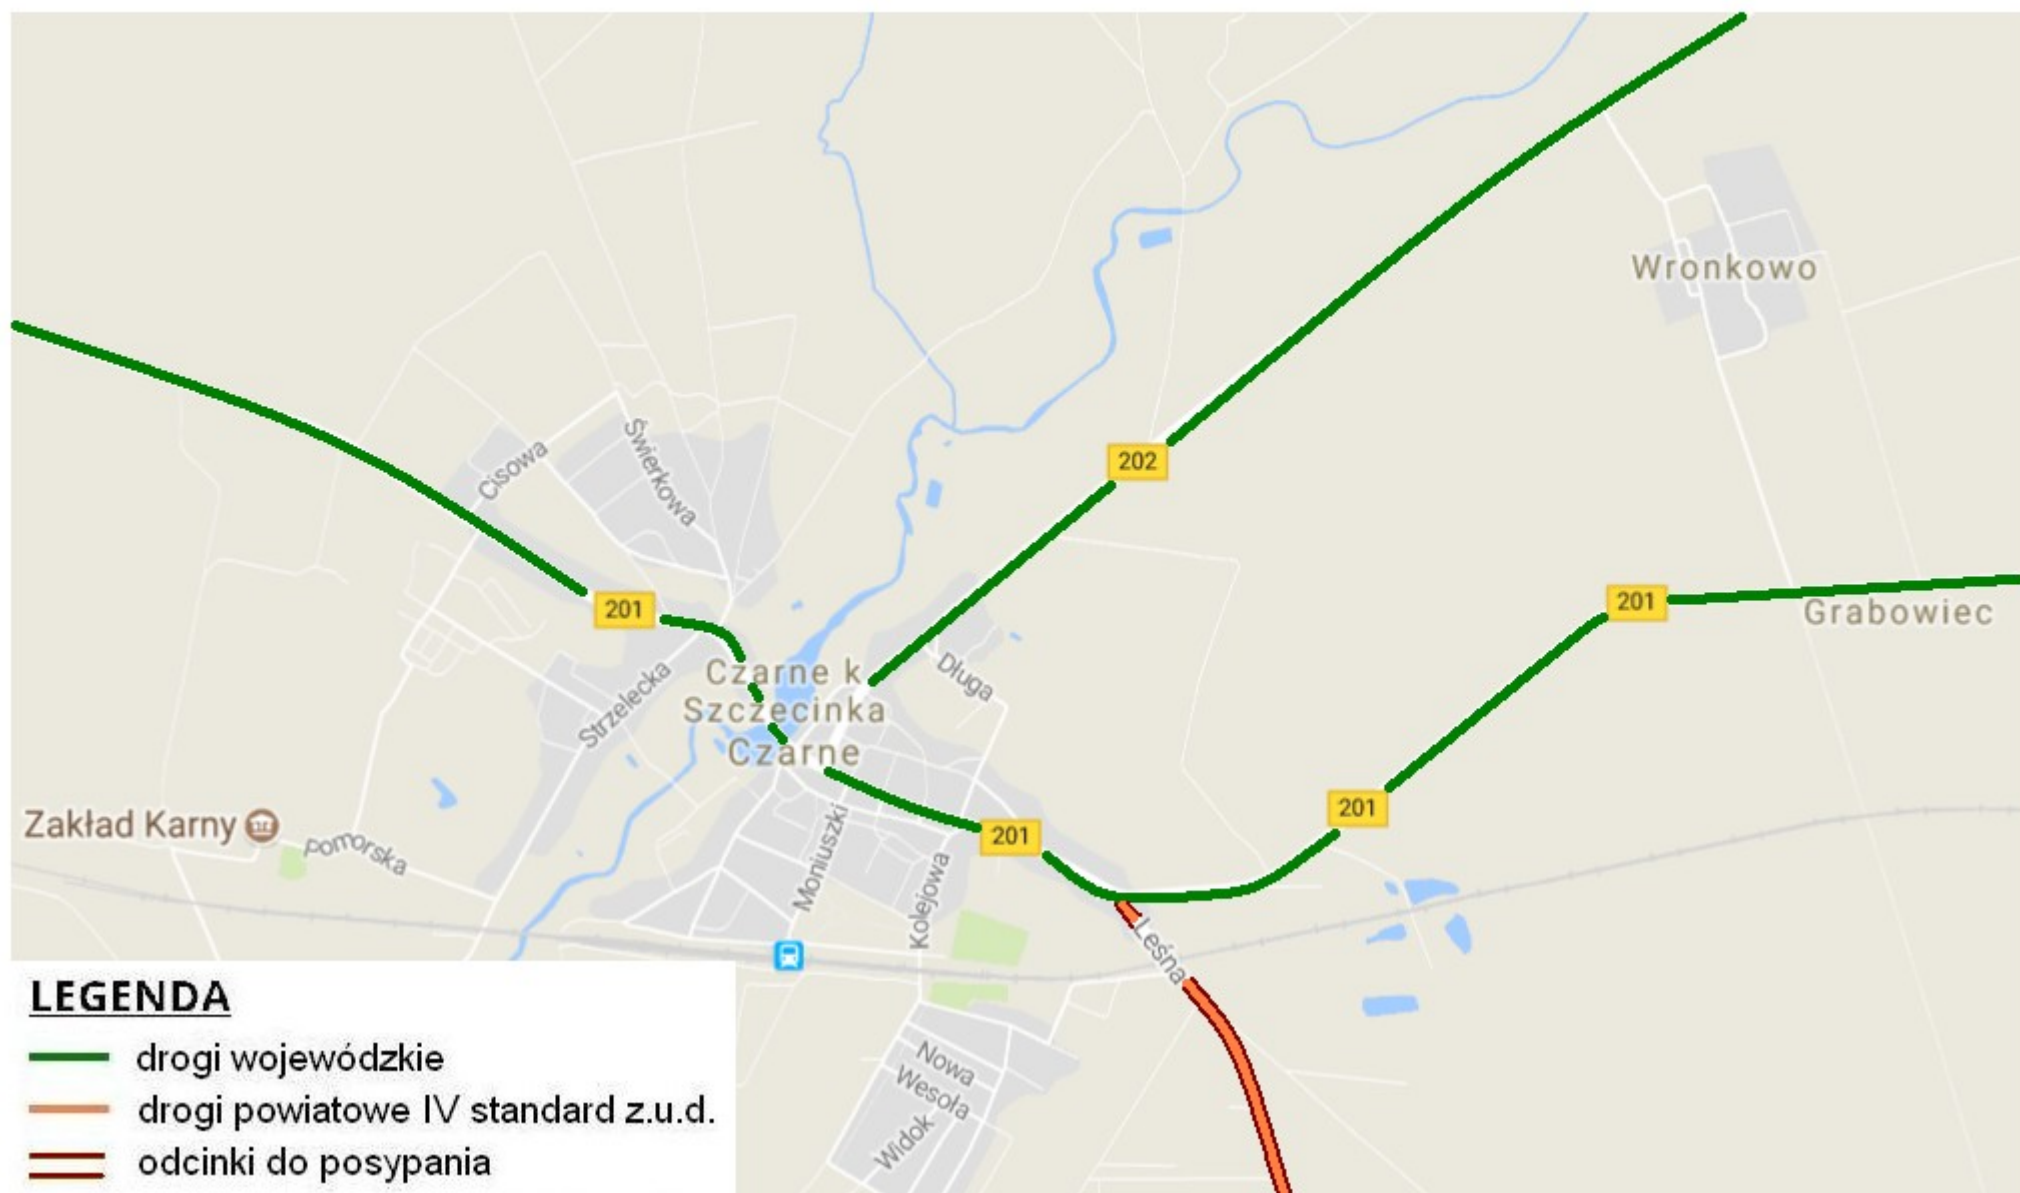 Wronkowo
Świerkowa
Cisowa
202
201
201
Grabowiec
Długa
Czarne k
Szczecinka
Czarne
Strzelecka
201
201
Zakład Karny
Pomorska
Moniuszki
Kolejowa
Leśna
Nowa
Wesoła
Widok
LEGENDA
drogi wojewódzkie
drogi powiatowe IV standard z.u.d.
odcinki do posypania